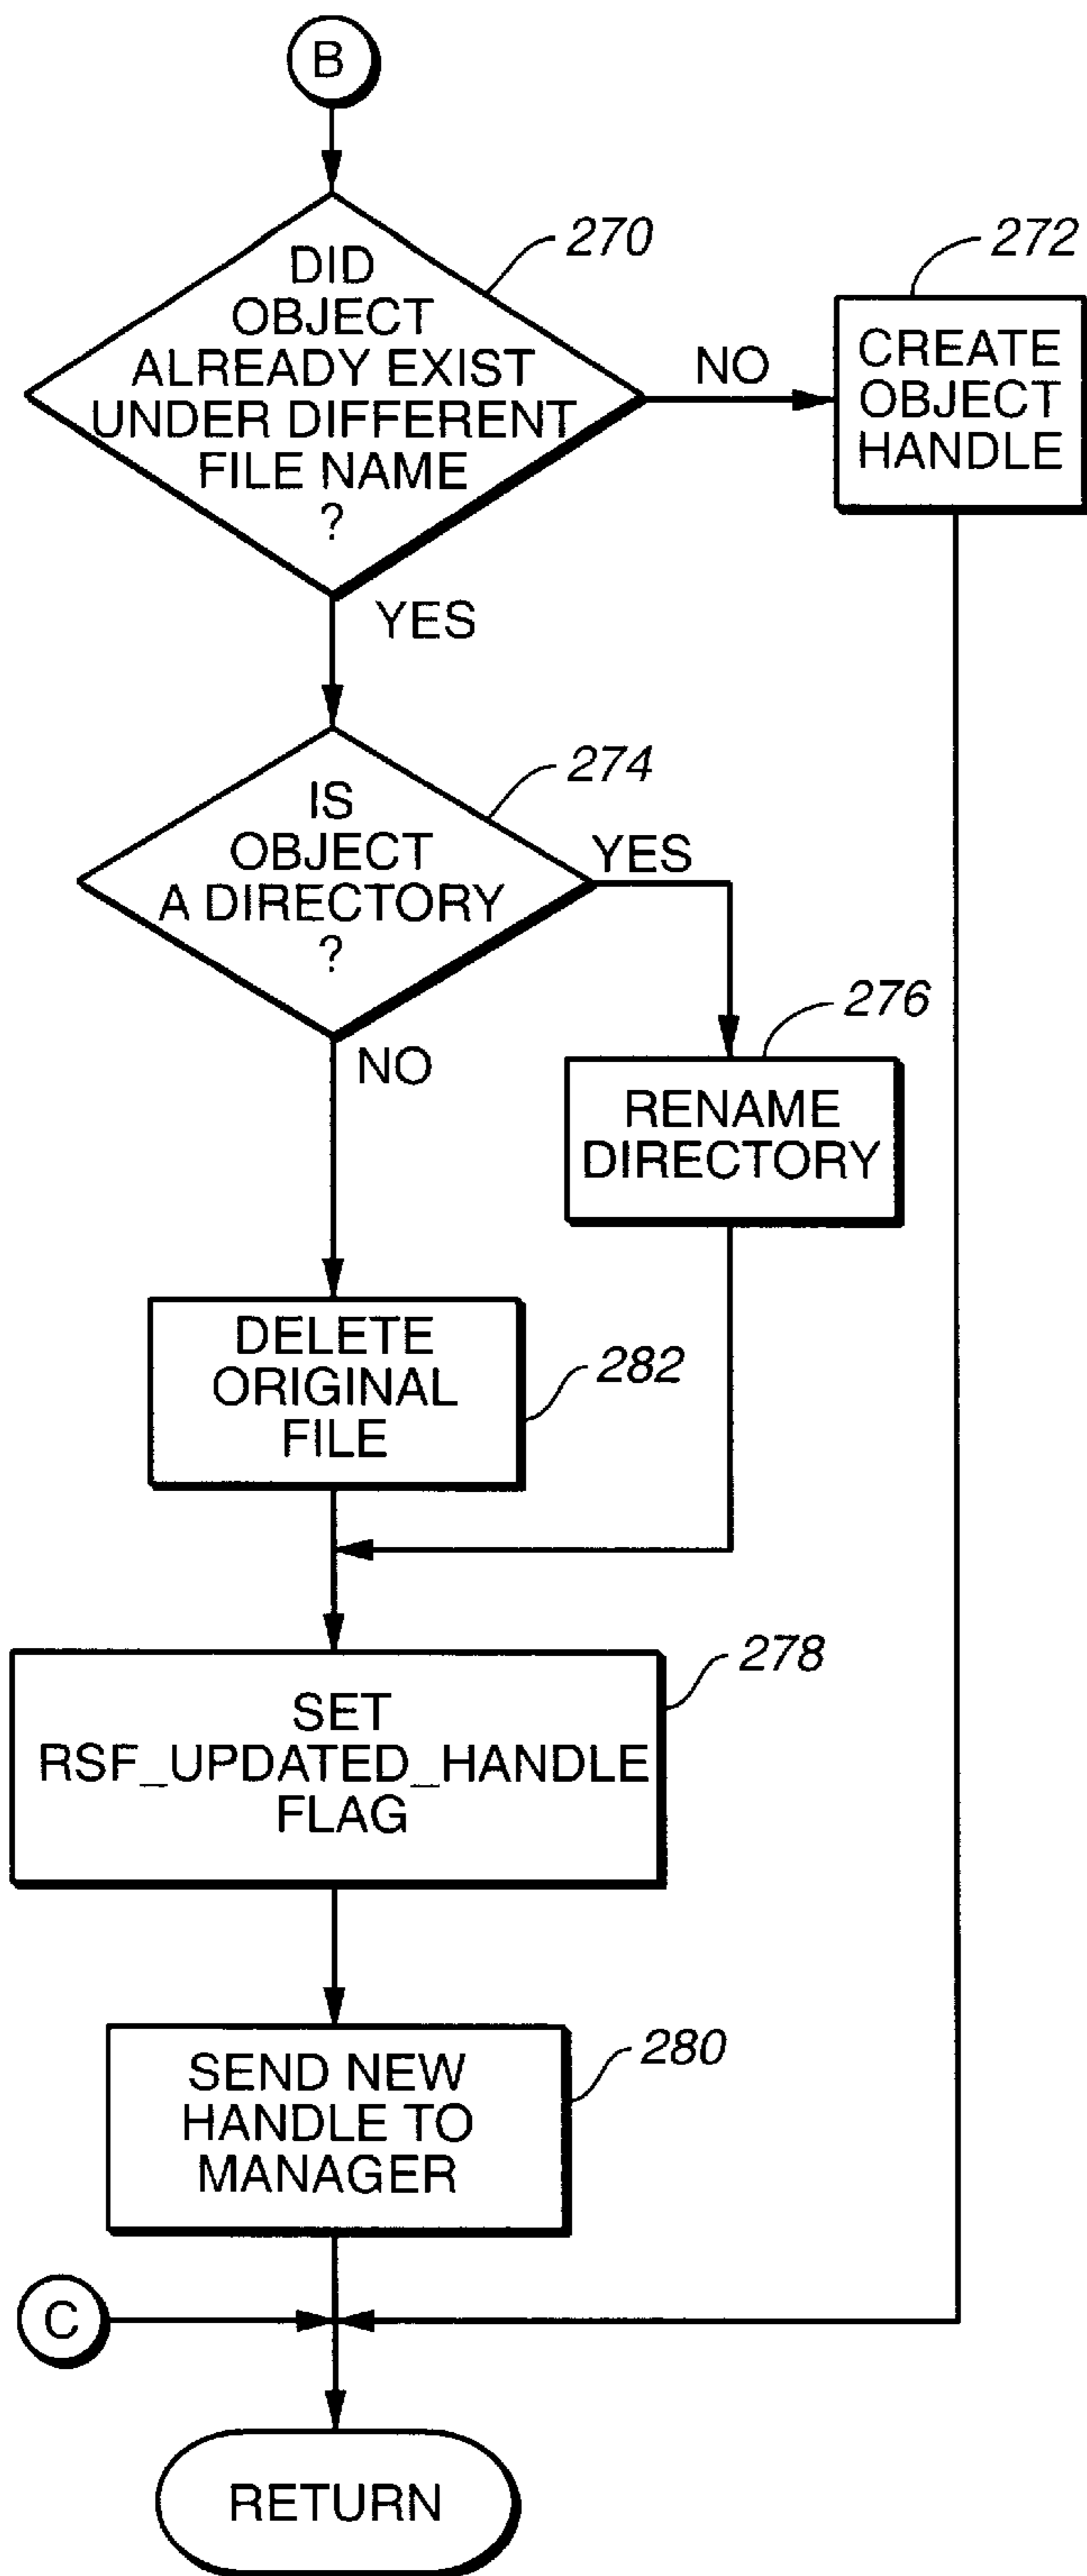 B
DID
OBJECT
ALREADY EXIST
UNDER DIFFERENT
FILE NAME
?
270
NO
272
CREATE
OBJECT
HANDLE
YES
IS
OBJECT
A DIRECTORY
?
274
YES
NO
276
RENAME
DIRECTORY
DELETE
ORIGINAL
FILE
282
SET
RSF_UPDATED_HANDLE
FLAG
278
SEND NEW
HANDLE TO
MANAGER
280
C
RETURN